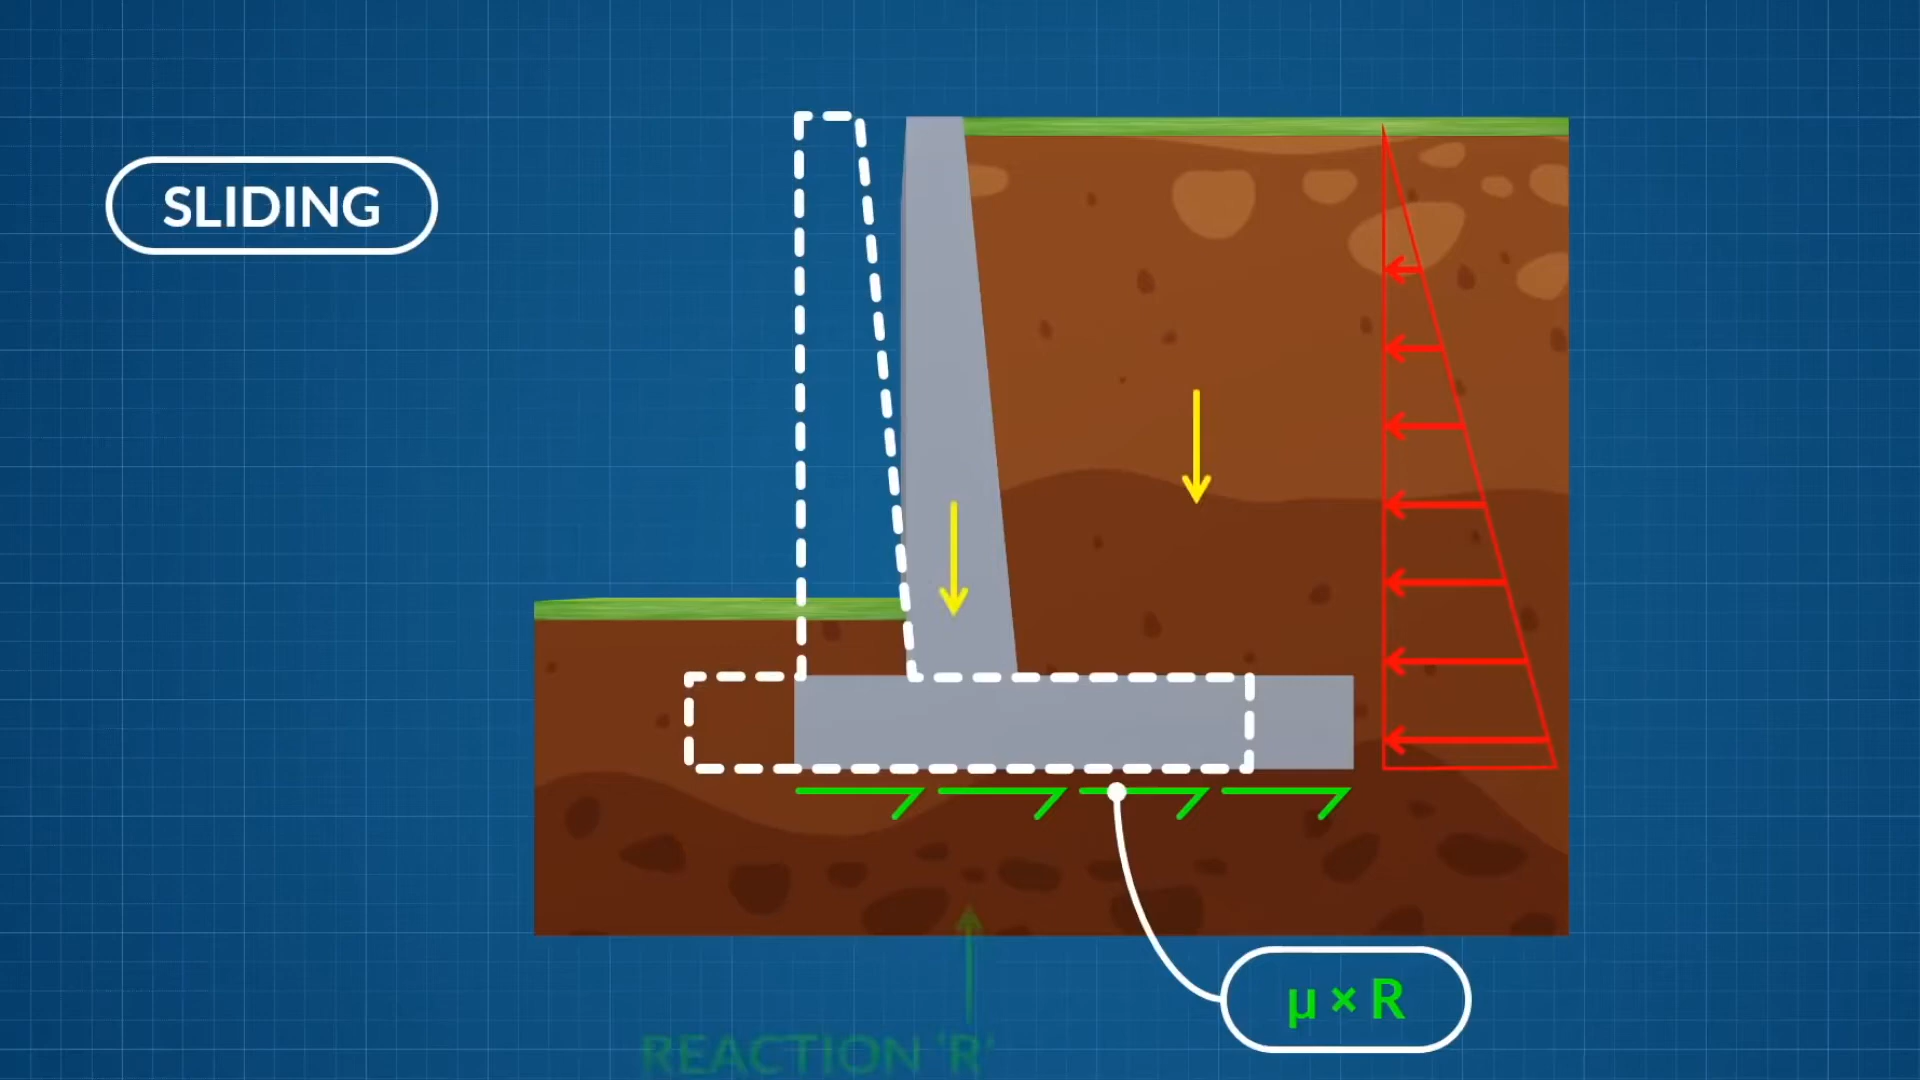 SLIDING
μ × R
REACTION 'R'